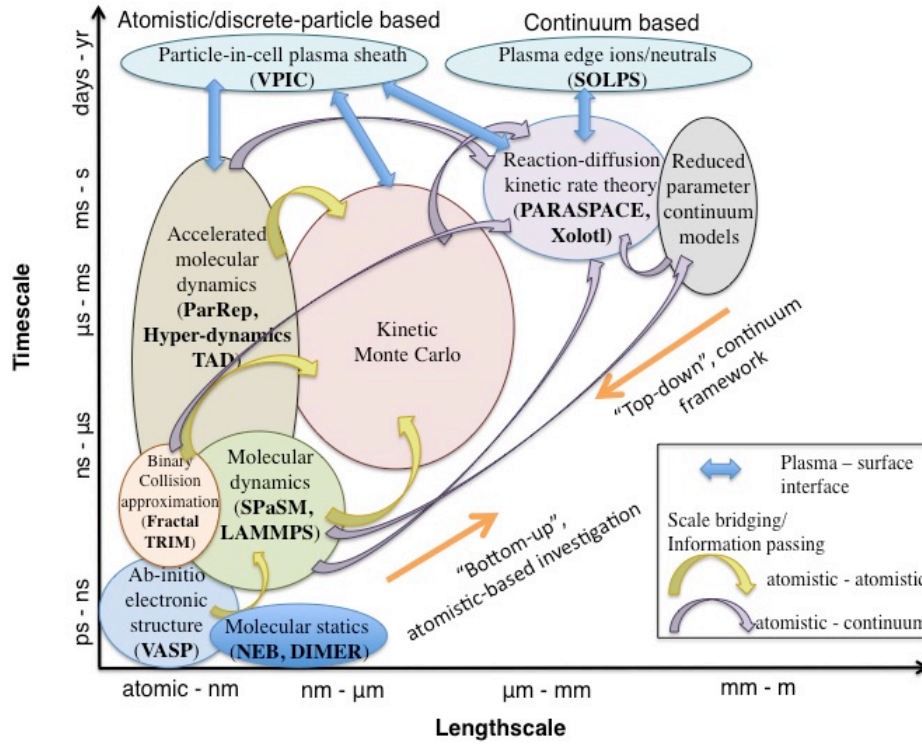 Atomistic/discrete-particle based
Continuum based
Particle-in-cell plasma sheath
(VPIC)
Plasma edge ions/neutrals
(SOLPS)
Reaction-diffusion
kinetic rate theory
(PARASPACE,
Xolotl)
Reduced
parameter
continuum
models
Accelerated
molecular
dynamics
(ParRep,
Hyper-dynamics
TAD)
Kinetic
Monte Carlo
Binary
Collision
approximation
(Fractal
TRIM)
Molecular
dynamics
(SPaSM,
LAMMPS)
Ab-initio
electronic
structure
(VASP)
Molecular statics
(NEB, DIMER)
"Top-down", continuum
framework
"Bottom-up",
atomistic-based investigation
Plasma – surface
interface
Scale bridging/
Information passing
atomistic - atomistic
atomistic - continuum
Timescale
days - yr
ms - s
μs - ms
ns - μs
ps - ns
atomic - nm
nm - μm
μm - mm
mm - m
Lengthscale